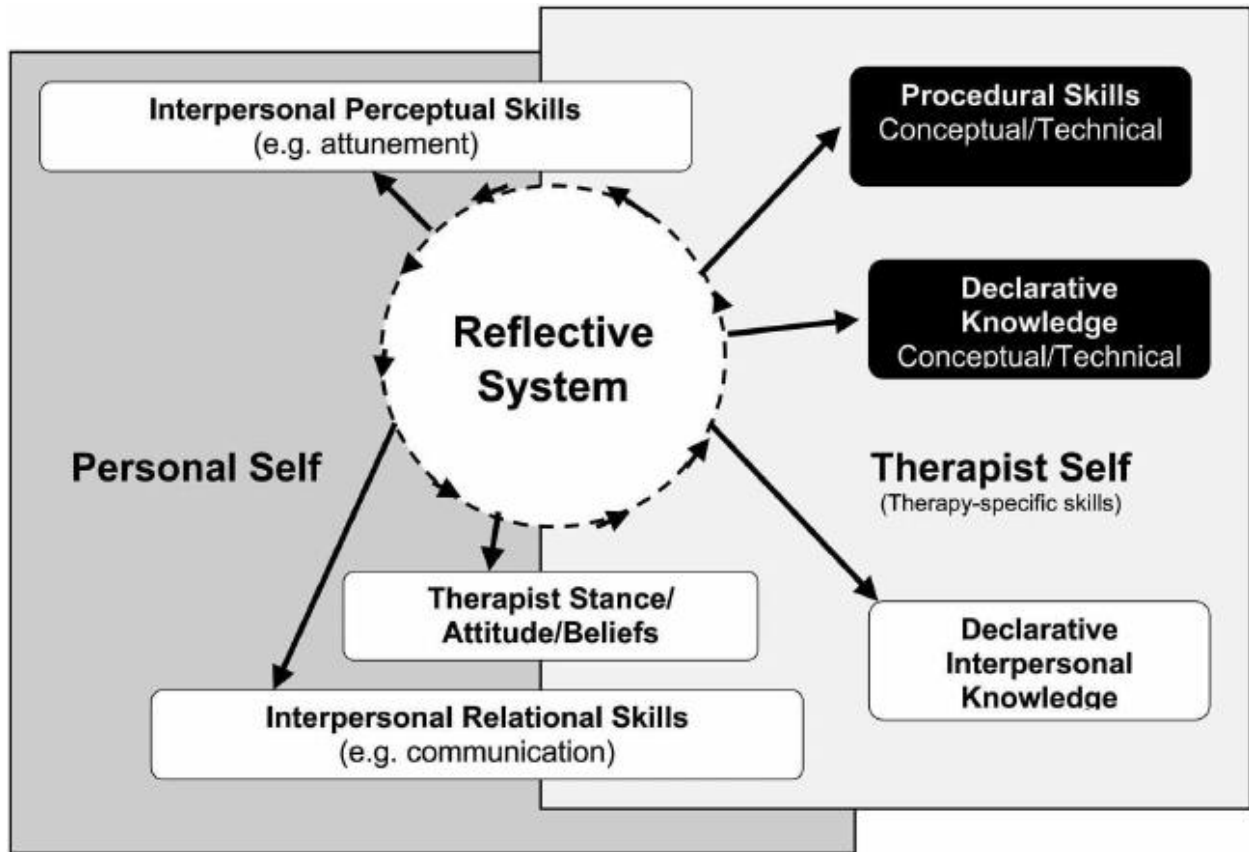 Interpersonal Perceptual Skills
(e.g. attunement)
Procedural Skills
Conceptual/Technical
Declarative
Knowledge
Conceptual/Technical
Reflective
System
Personal Self
Therapist Self
(Therapy-specific skills)
Therapist Stance/
Attitude/Beliefs
Declarative
Interpersonal
Knowledge
Interpersonal Relational Skills
(e.g. communication)